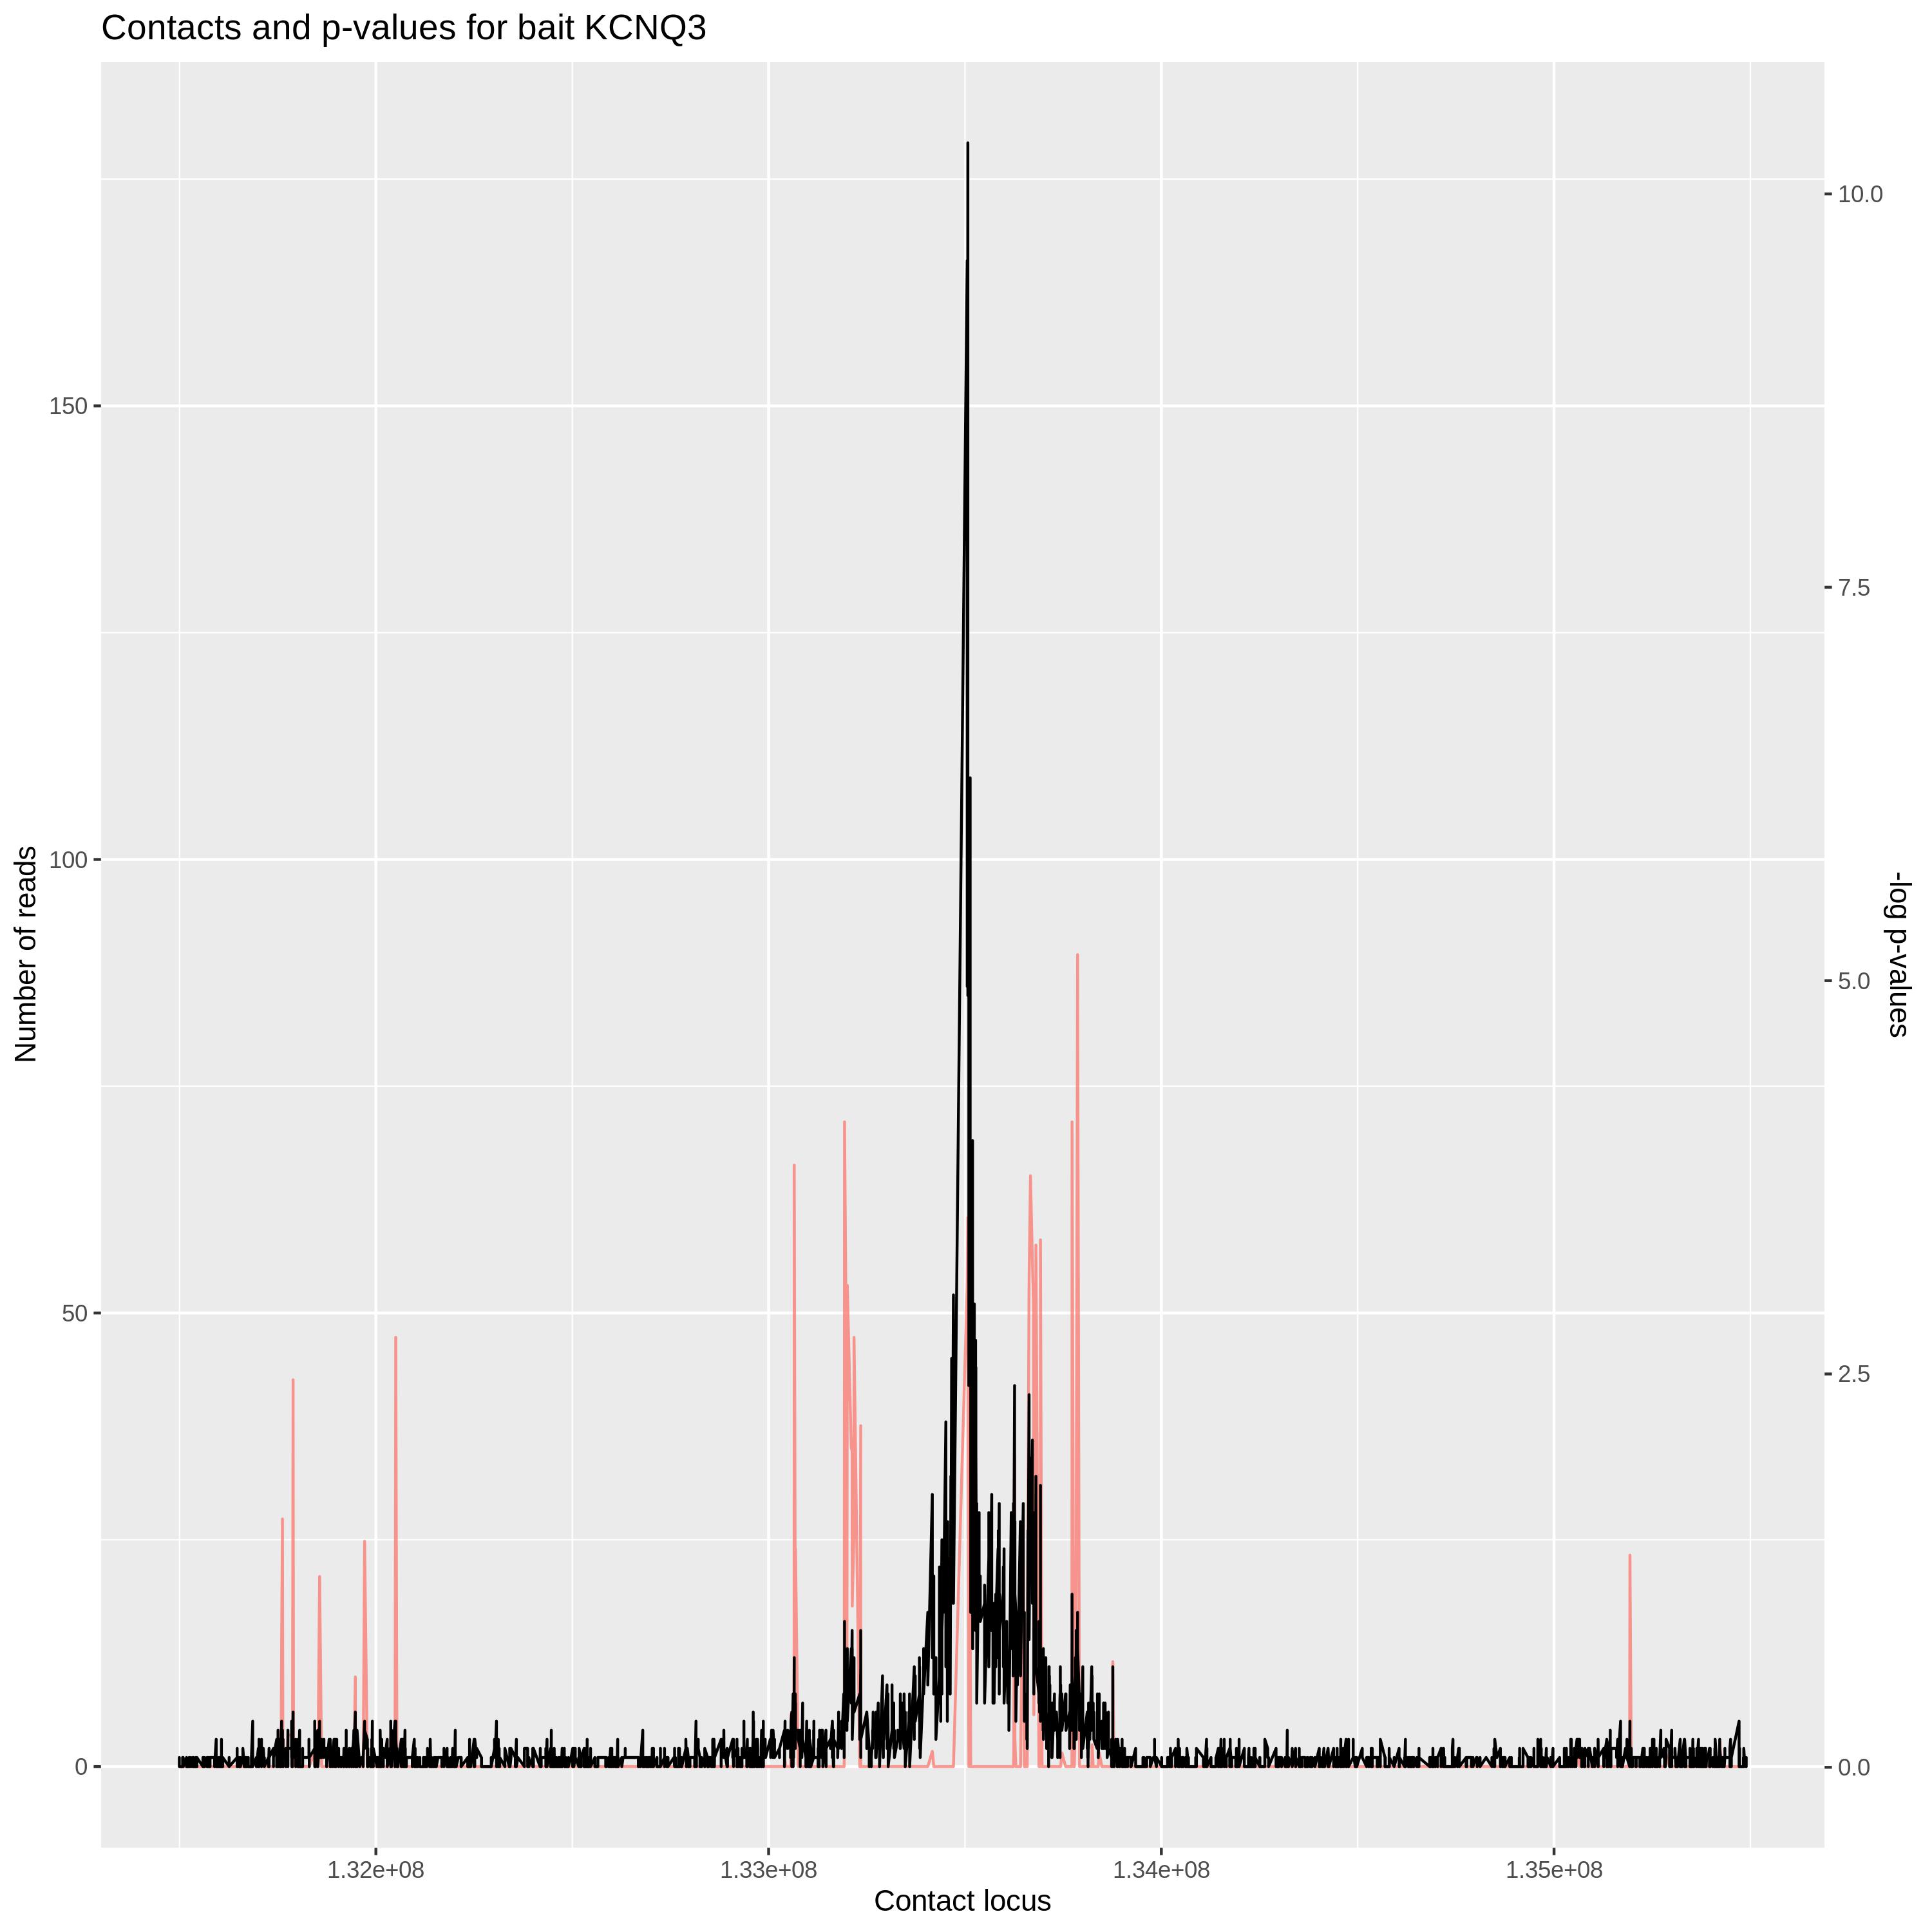 Contacts and p-values for bait KCNQ3
10.0
150
7.5
100
5.0
Number of reads
-log p-values
50
2.5
0
0.0
1.32e+08
1.33e+08
1.34e+08
1.35e+08
Contact locus